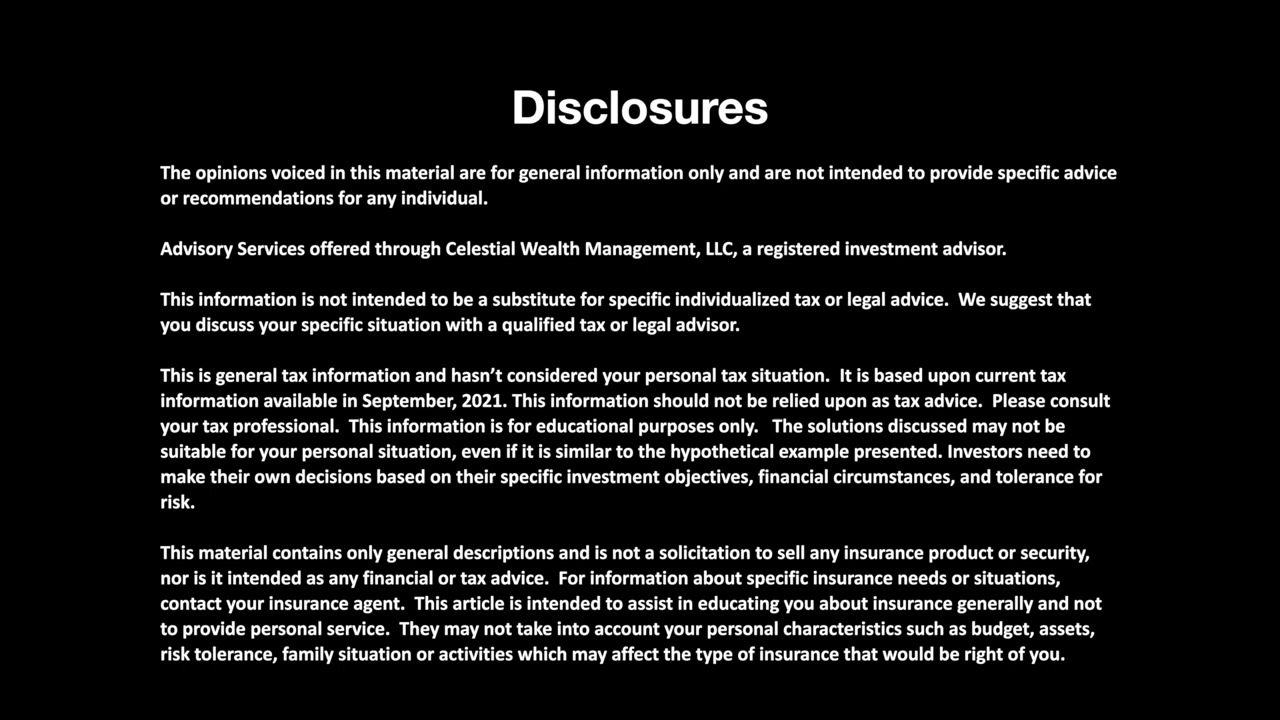 Disclosures
The opinions voiced in this material are for general information only and are not intended to provide specific advice
or recommendations for any individual.
Advisory Services offered through Celestial Wealth Management, LLC, a registered investment advisor.
This information is not intended to be a substitute for specific individualized tax or legal advice.  We suggest that
you discuss your specific situation with a qualified tax or legal advisor.
This is general tax information and hasn’t considered your personal tax situation.  It is based upon current tax
information available in September, 2021. This information should not be relied upon as tax advice.  Please consult
your tax professional.  This information is for educational purposes only.   The solutions discussed may not be
suitable for your personal situation, even if it is similar to the hypothetical example presented. Investors need to
make their own decisions based on their specific investment objectives, financial circumstances, and tolerance for
risk.
This material contains only general descriptions and is not a solicitation to sell any insurance product or security,
nor is it intended as any financial or tax advice.  For information about specific insurance needs or situations,
contact your insurance agent.  This article is intended to assist in educating you about insurance generally and not
to provide personal service.  They may not take into account your personal characteristics such as budget, assets,
risk tolerance, family situation or activities which may affect the type of insurance that would be right of you.